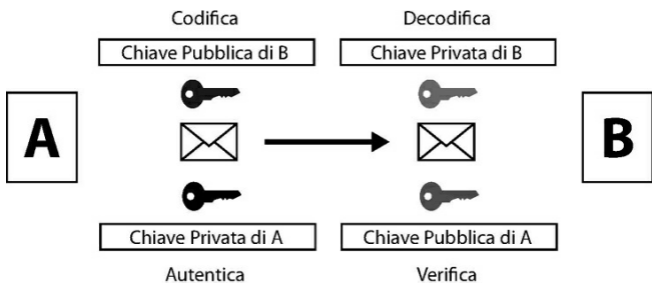 Codifica
Decodifica
Chiave Pubblica di B
Chiave Privata di B
A
B
Chiave Privata di A
Chiave Pubblica di A
Autentica
Verifica